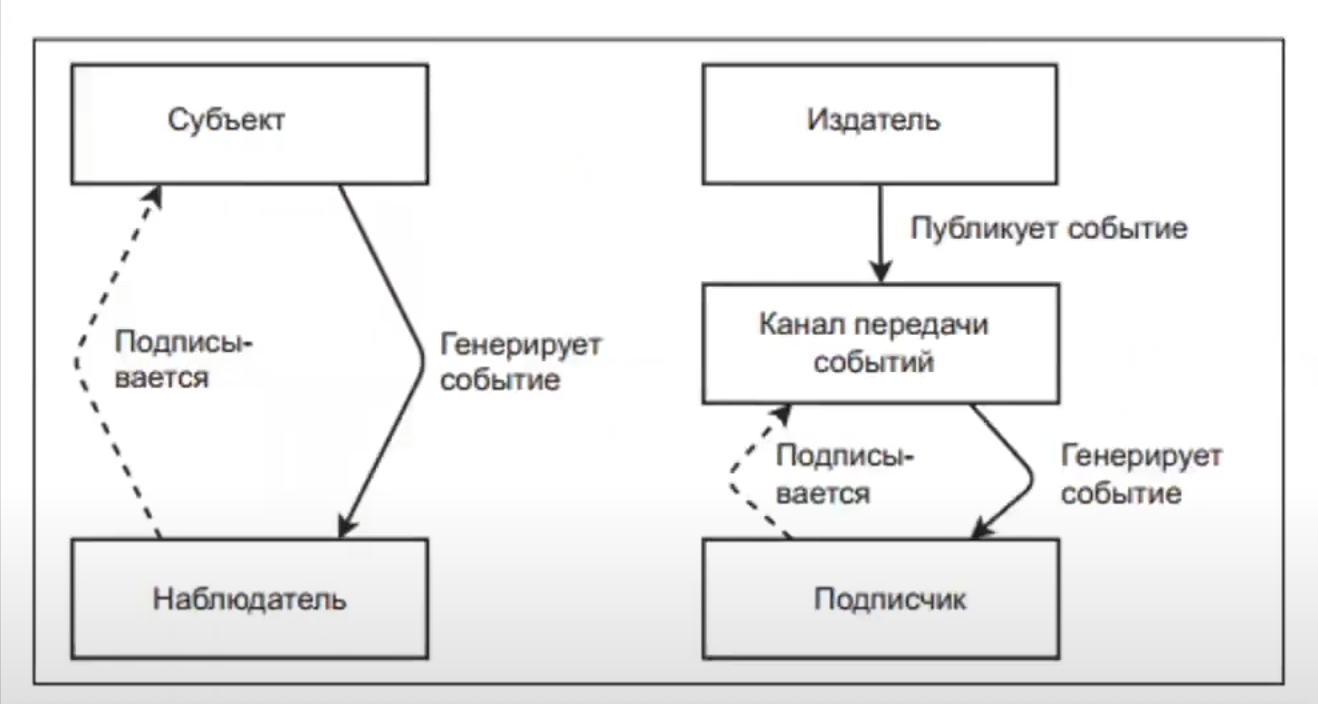 Субъект
Издатель
Публикует событие
Подписы-
вается
Генерирует
событие
Канал передачи
событий
Подписы-
вается
Генерирует
событие
Наблюдатель
Подписчик